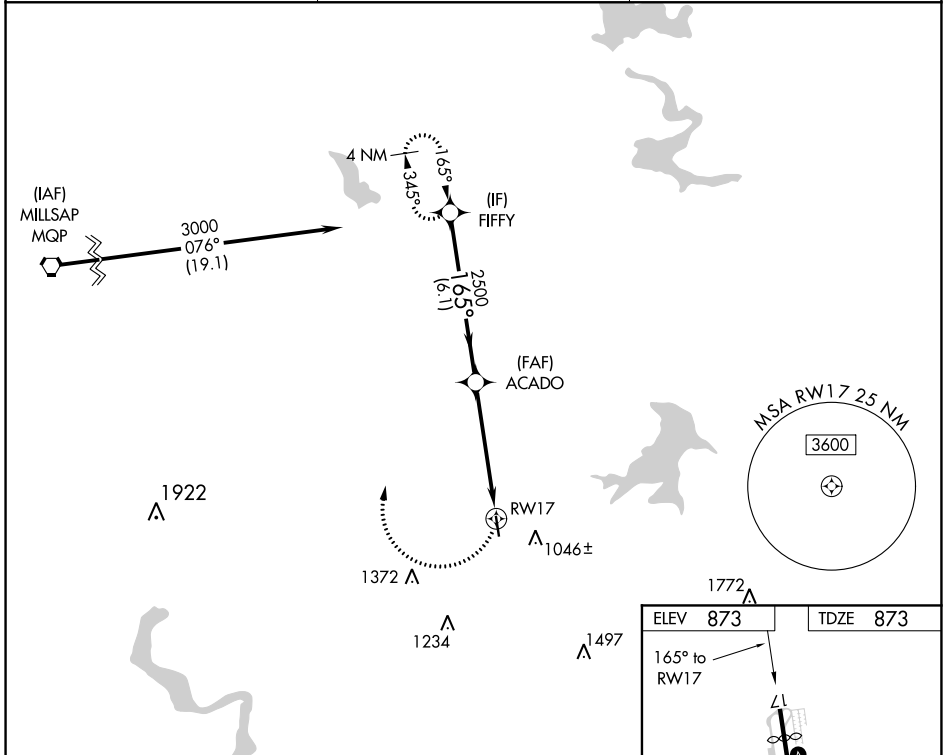 4 NM
165°
345°
(IF)
FIFFY
(IAF)
MILLSAP
MQP
3000
076°
(19.1)
2500
165°
(6.1)
(FAF)
ACADO
MSA RW17 25 NM
3600
1922
RW17
1046±
1372
1234
1497
1772
ELEV 873
TDZE 873
165° to
RW17
17